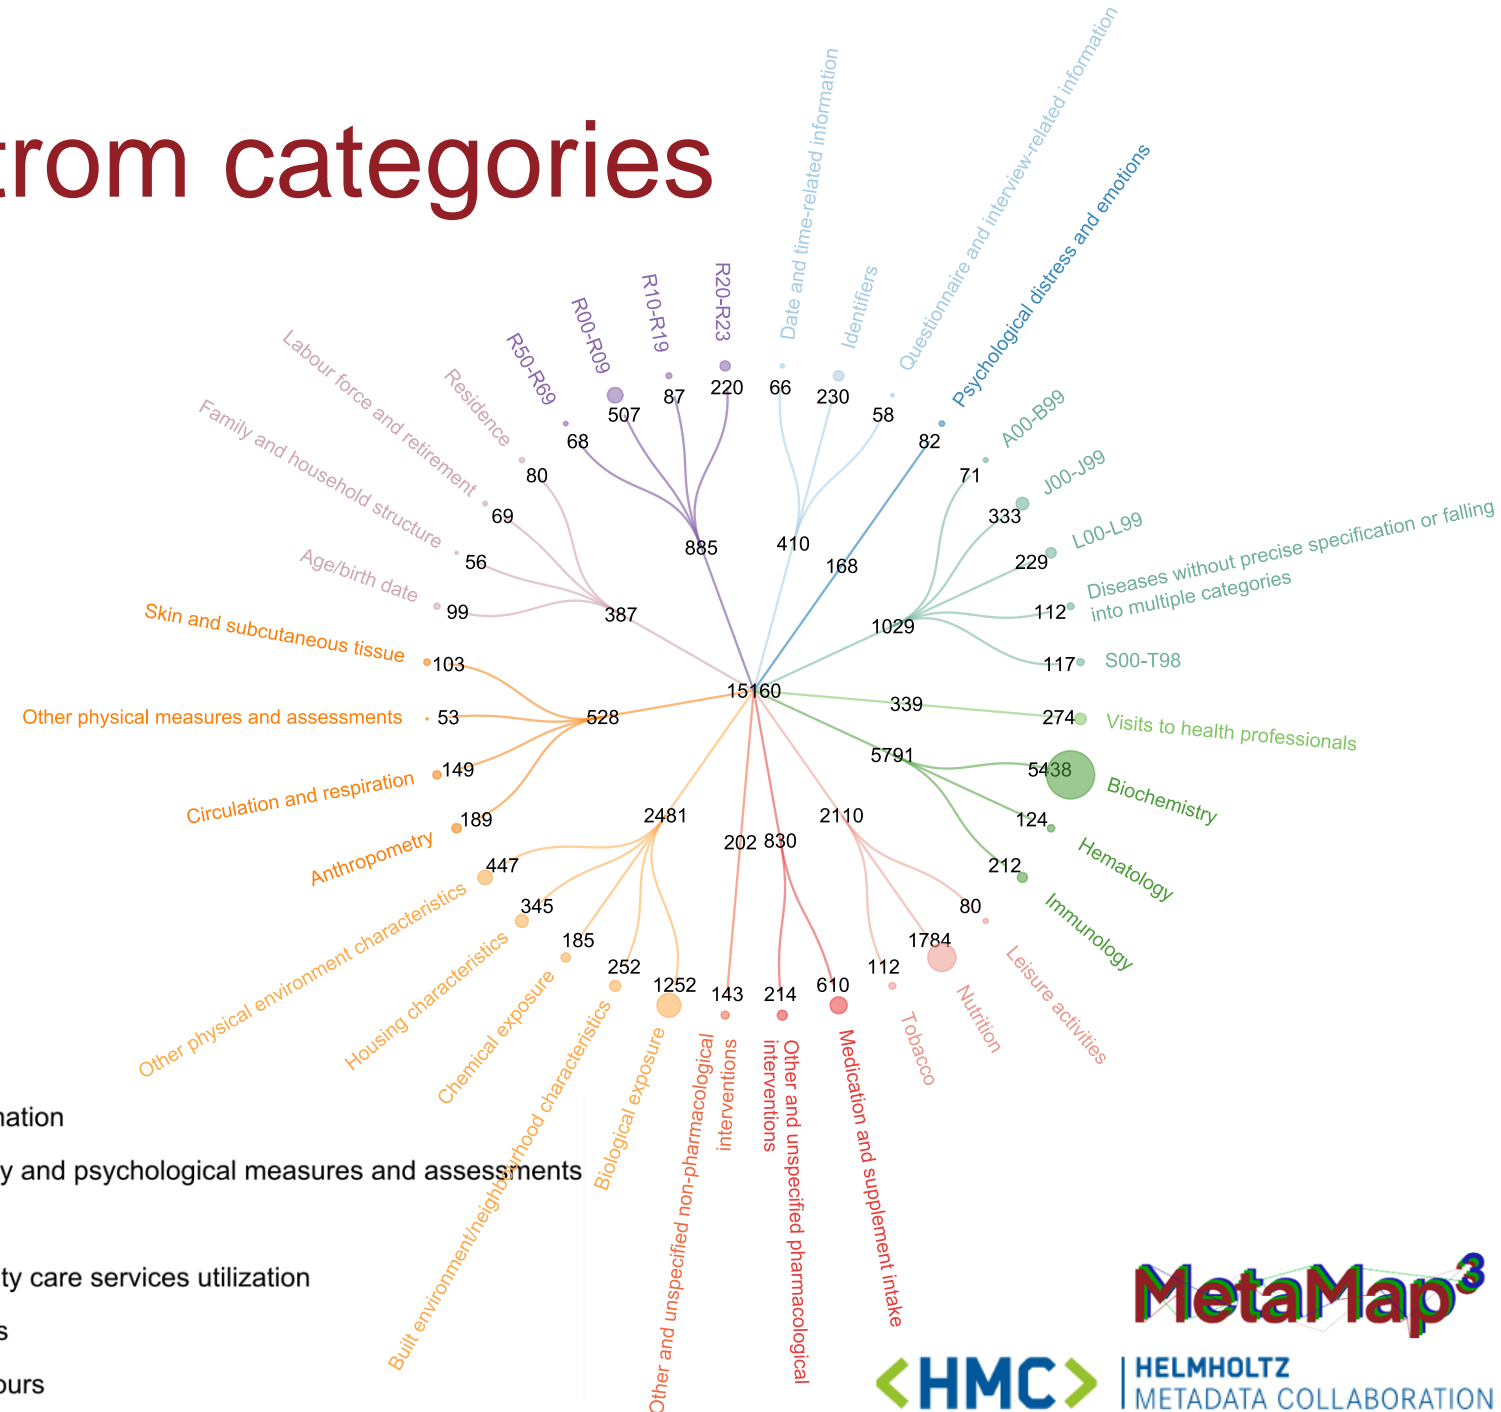 trom categories
Date and time-related information
Identifiers
Questionnaire and interview-related information
Psychological distress and emotions
R50-R69
R00-R09
R10-R19
R20-R23
68
507
87
220
66
230
58
82
885
410
168
Residence
Labour force and retirement
Family and household structure
Age/birth date
80
69
56
99
387
A00-B99
J00-J99
L00-L99
Diseases without precise specification or falling
into multiple categories
S00-T98
71
333
229
112
117
1029
Skin and subcutaneous tissue
Other physical measures and assessments
Circulation and respiration
Anthropometry
103
53
149
189
528
15160
339
274
Visits to health professionals
5791
5438
124
212
Biochemistry
Hematology
Immunology
2481
447
345
185
252
1252
Other physical environment characteristics
Housing characteristics
Chemical exposure
Built environment/neighbourhood characteristics
Biological exposure
202
143
Other and unspecified non-pharmacological
interventions
830
214
610
Other and unspecified pharmacological
interventions
Medication and supplement intake
2110
112
1784
80
Tobacco
Nutrition
Leisure activities
nation
y and psychological measures and assessments
ty care services utilization
s
ours
MetaMap³
<HMC>
HELMHOLTZ
METADATA COLLABORATION